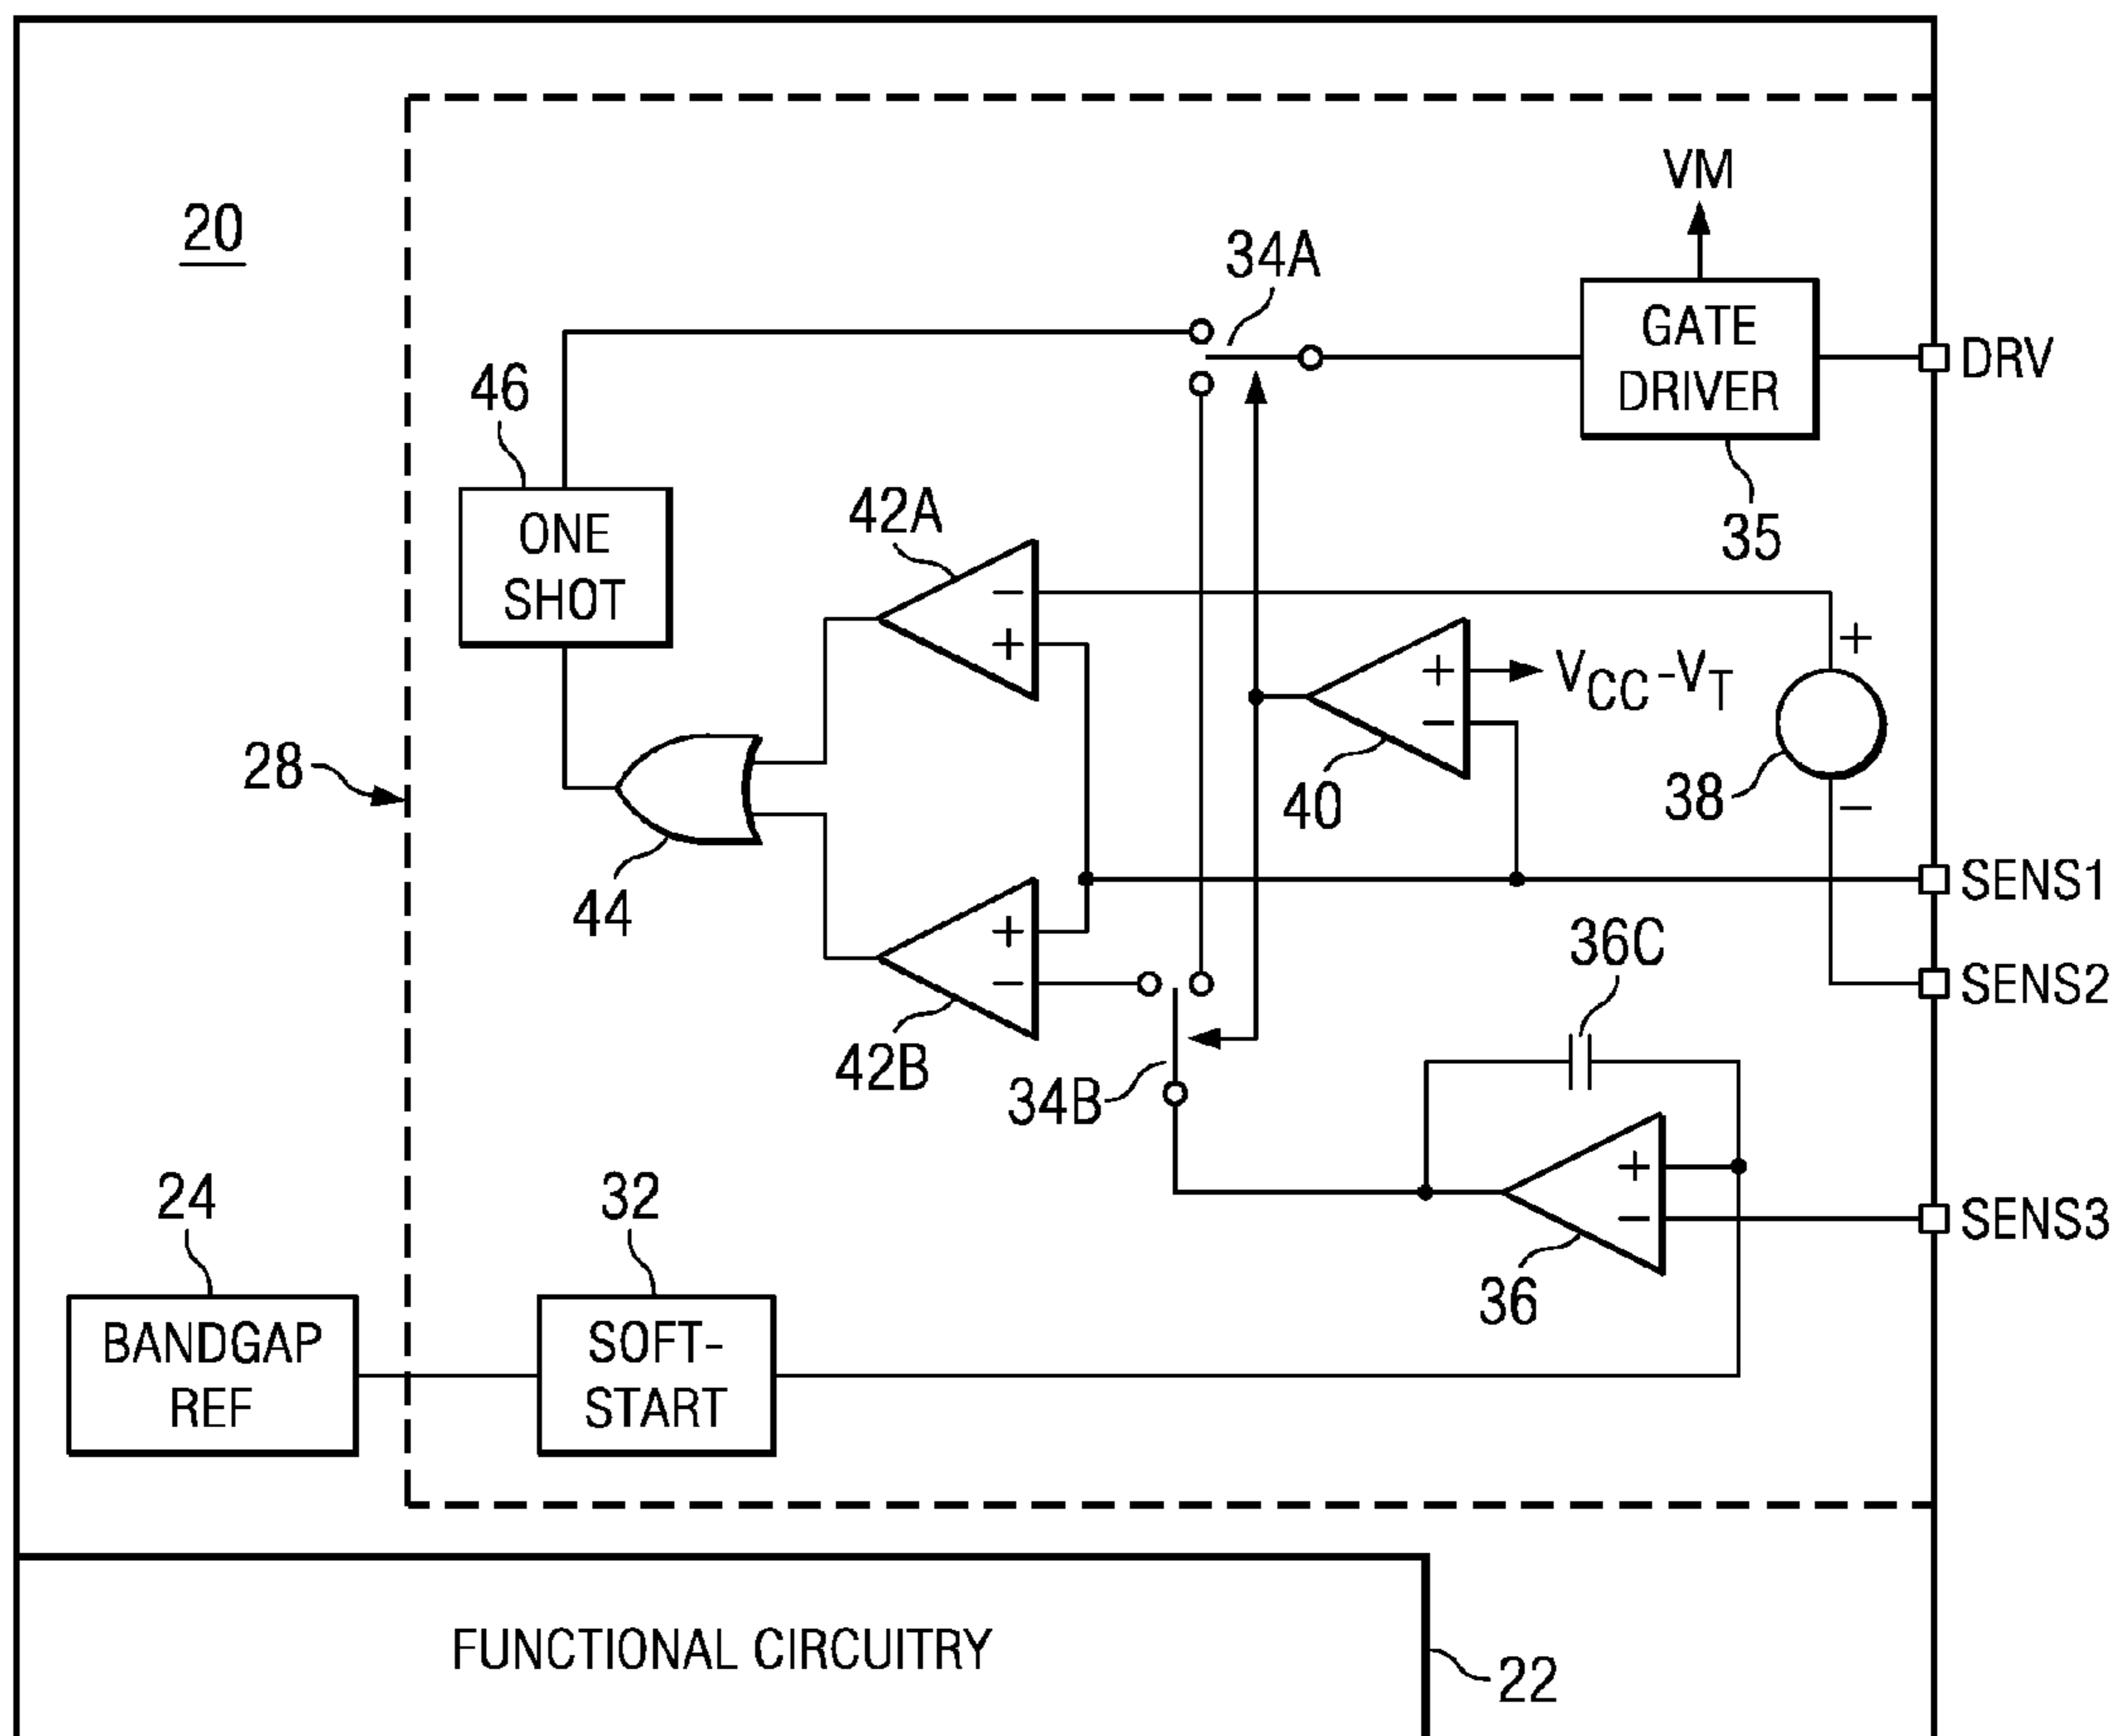 20
VM
34A
GATE
DRIVER
DRV
46
35
42A
ONE
SHOT
−
+
+
VCC-VT
−
+
38
−
40
28
SENS1
44
+
−
36C
SENS2
42B
34B
24
32
+
−
SENS3
36
BANDGAP
REF
SOFT-
START
FUNCTIONAL CIRCUITRY
22